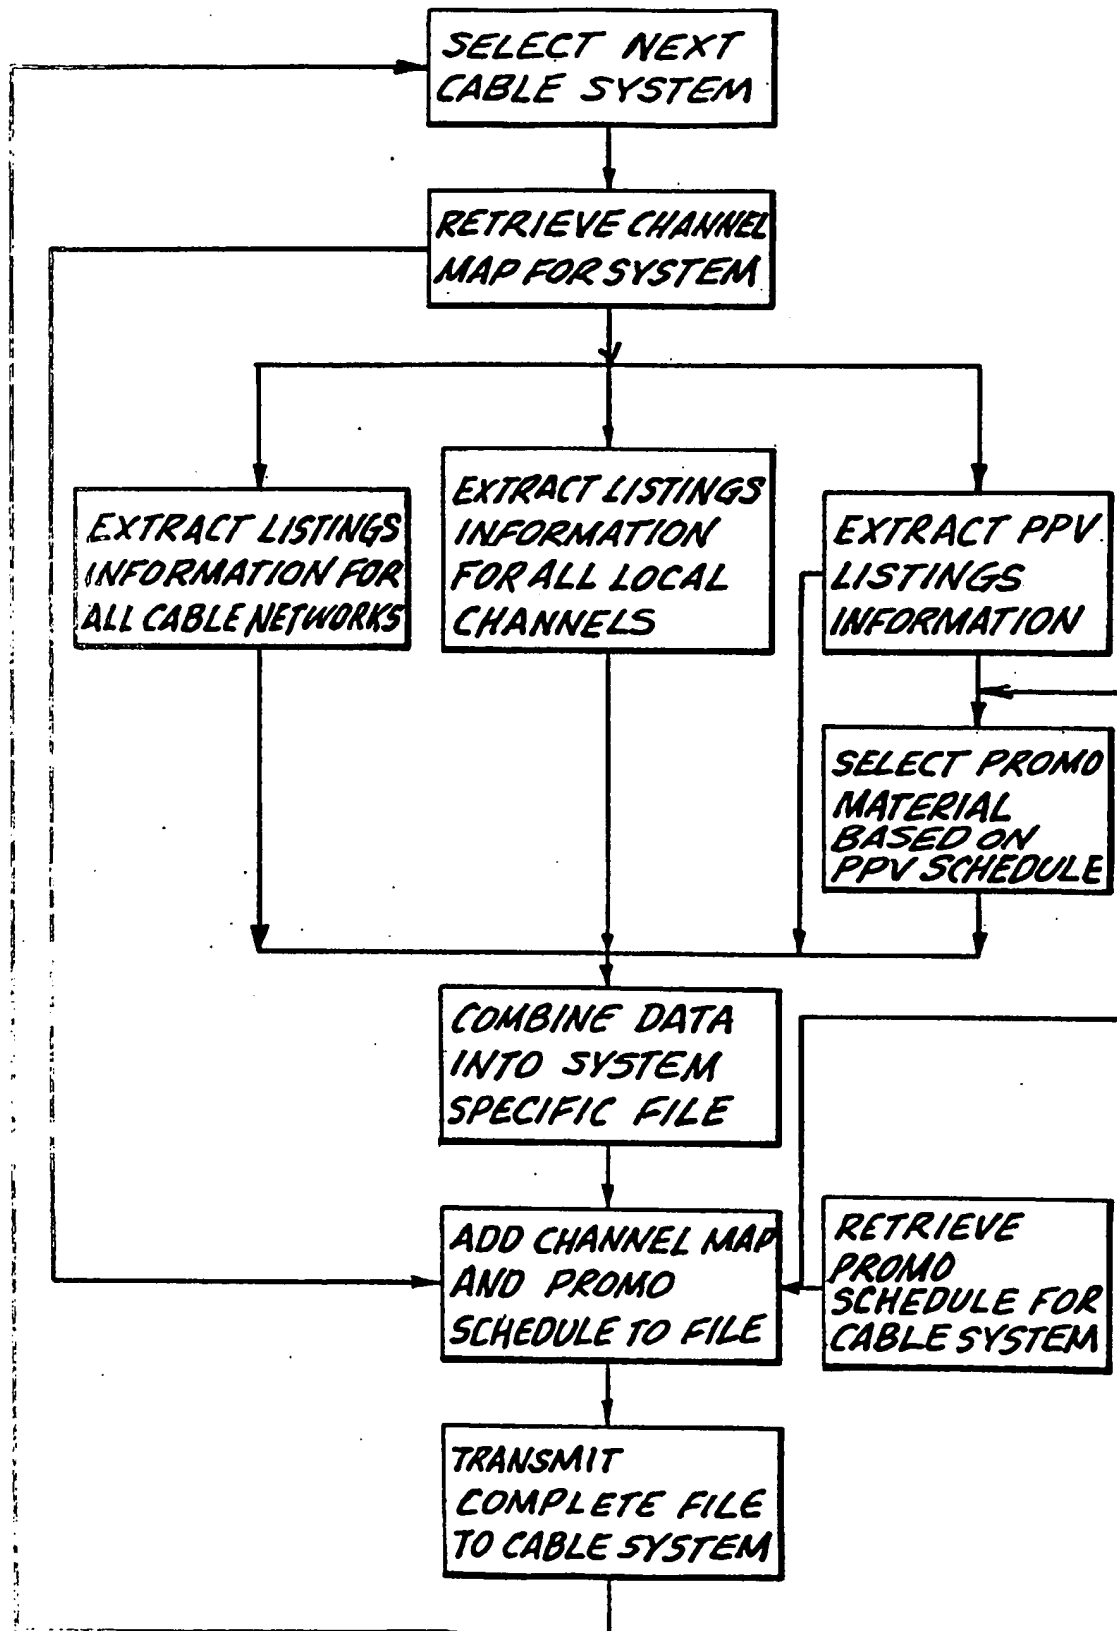 SELECT NEXT
CABLE SYSTEM
RETRIEVE CHANNEL
MAP FOR SYSTEM
EXTRACT LISTINGS
INFORMATION FOR
ALL CABLE NETWORKS
EXTRACT LISTINGS
INFORMATION
FOR ALL LOCAL
CHANNELS
EXTRACT PPV
LISTINGS
INFORMATION
SELECT PROMO
MATERIAL
BASED ON
PPV SCHEDULE
COMBINE DATA
INTO SYSTEM
SPECIFIC FILE
ADD CHANNEL MAP
AND PROMO
SCHEDULE TO FILE
RETRIEVE
PROMO
SCHEDULE FOR
CABLE SYSTEM
TRANSMIT
COMPLETE FILE
TO CABLE SYSTEM